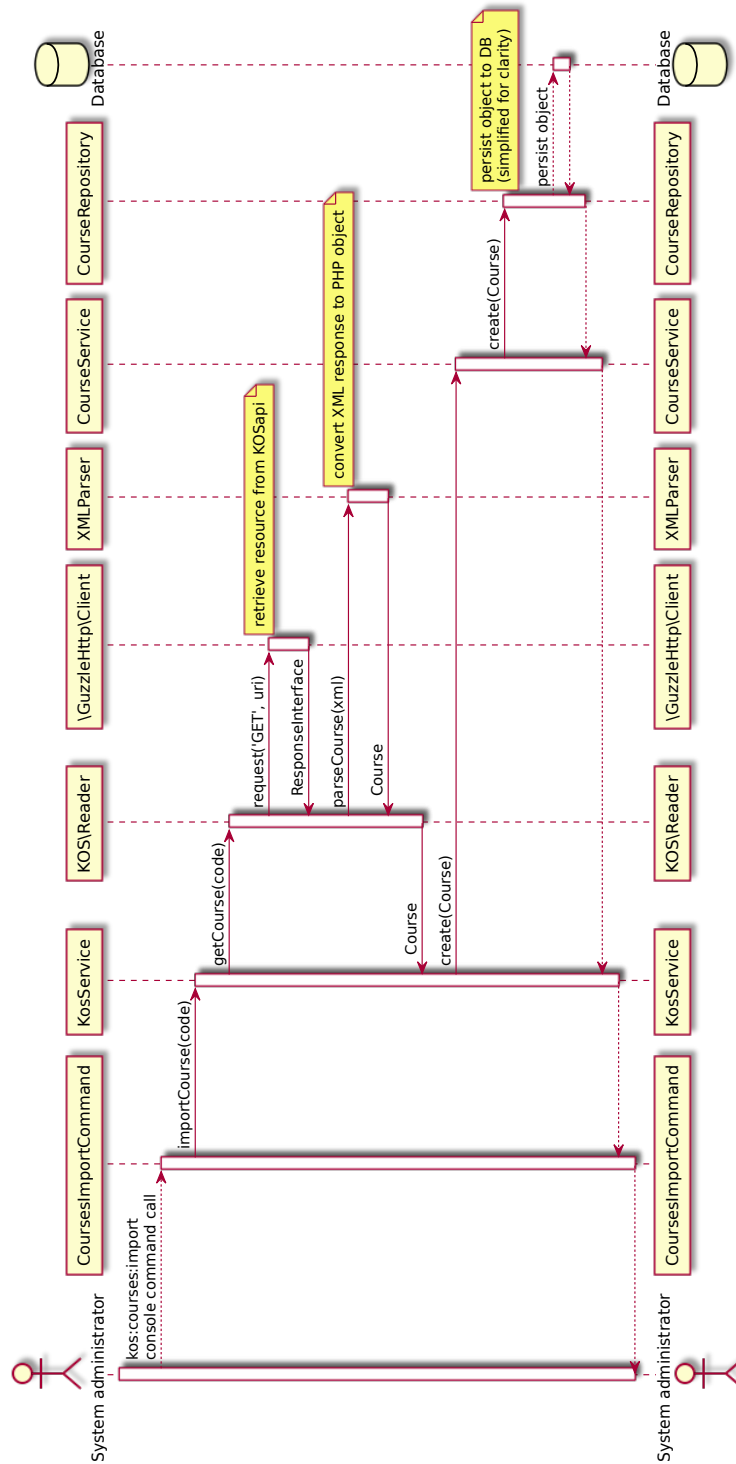 System administrator
CoursesImportCommand
KosService
KOS\Reader
\GuzzleHttp\Client
XMLParser
CourseService
CourseRepository
Database
kos:courses:import
console command call
importCourse(code)
getCourse(code)
request('GET', uri)
retrieve resource from KOSapi
ResponseInterface
parseCourse(xml)
convert XML response to PHP object
Course
Course
create(Course)
create(Course)
persist object to DB
(simplified for clarity)
persist object
System administrator
CoursesImportCommand
KosService
KOS\Reader
\GuzzleHttp\Client
XMLParser
CourseService
CourseRepository
Database